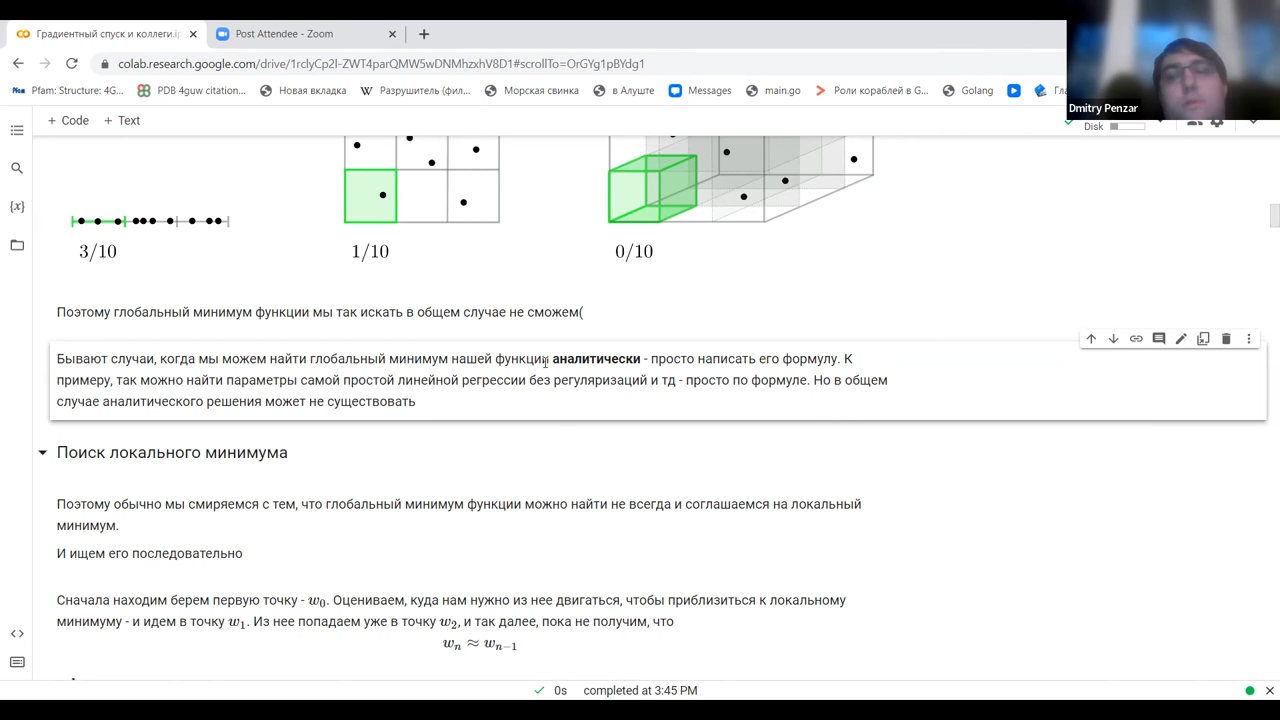 Градиентный спуск и коллеги.i
Post Attendee - Zoom
colab.research.google.com/drive/1rclyCp2I-ZWT4parQMW5wDNMhzxhV8D1#scrollTo=OrGYg1pBYdg1
Pfam: Structure: 4G...
PDB 4guw citation...
Новая вкладка
Разрушитель (фил...
Морская свинка
в Алуште
Messages
main.go
Роли кораблей в G...
Golang
Dmitry Penzar
+ Code + Text
Disk
3/10
1/10
0/10
Поэтому глобальный минимум функции мы так искать в общем случае не сможем(
Бывают случаи, когда мы можем найти глобальный минимум нашей функции аналитически - просто написать его формулу. К
примеру, так можно найти параметры самой простой линейной регрессии без регуляризаций и тд - просто по формуле. Но в общем
случае аналитического решения может не существовать
Поиск локального минимума
Поэтому обычно мы смиряемся с тем, что глобальный минимум функции можно найти не всегда и соглашаемся на локальный
минимум.
И ищем его последовательно
Сначала находим берем первую точку - w₀. Оцениваем, куда нам нужно из нее двигаться, чтобы приблизиться к локальному
минимуму - и идем в точку w₁. Из нее попадаем уже в точку w₂, и так далее, пока не получим, что
wₙ ≈ wₙ₋₁
0s completed at 3:45 PM